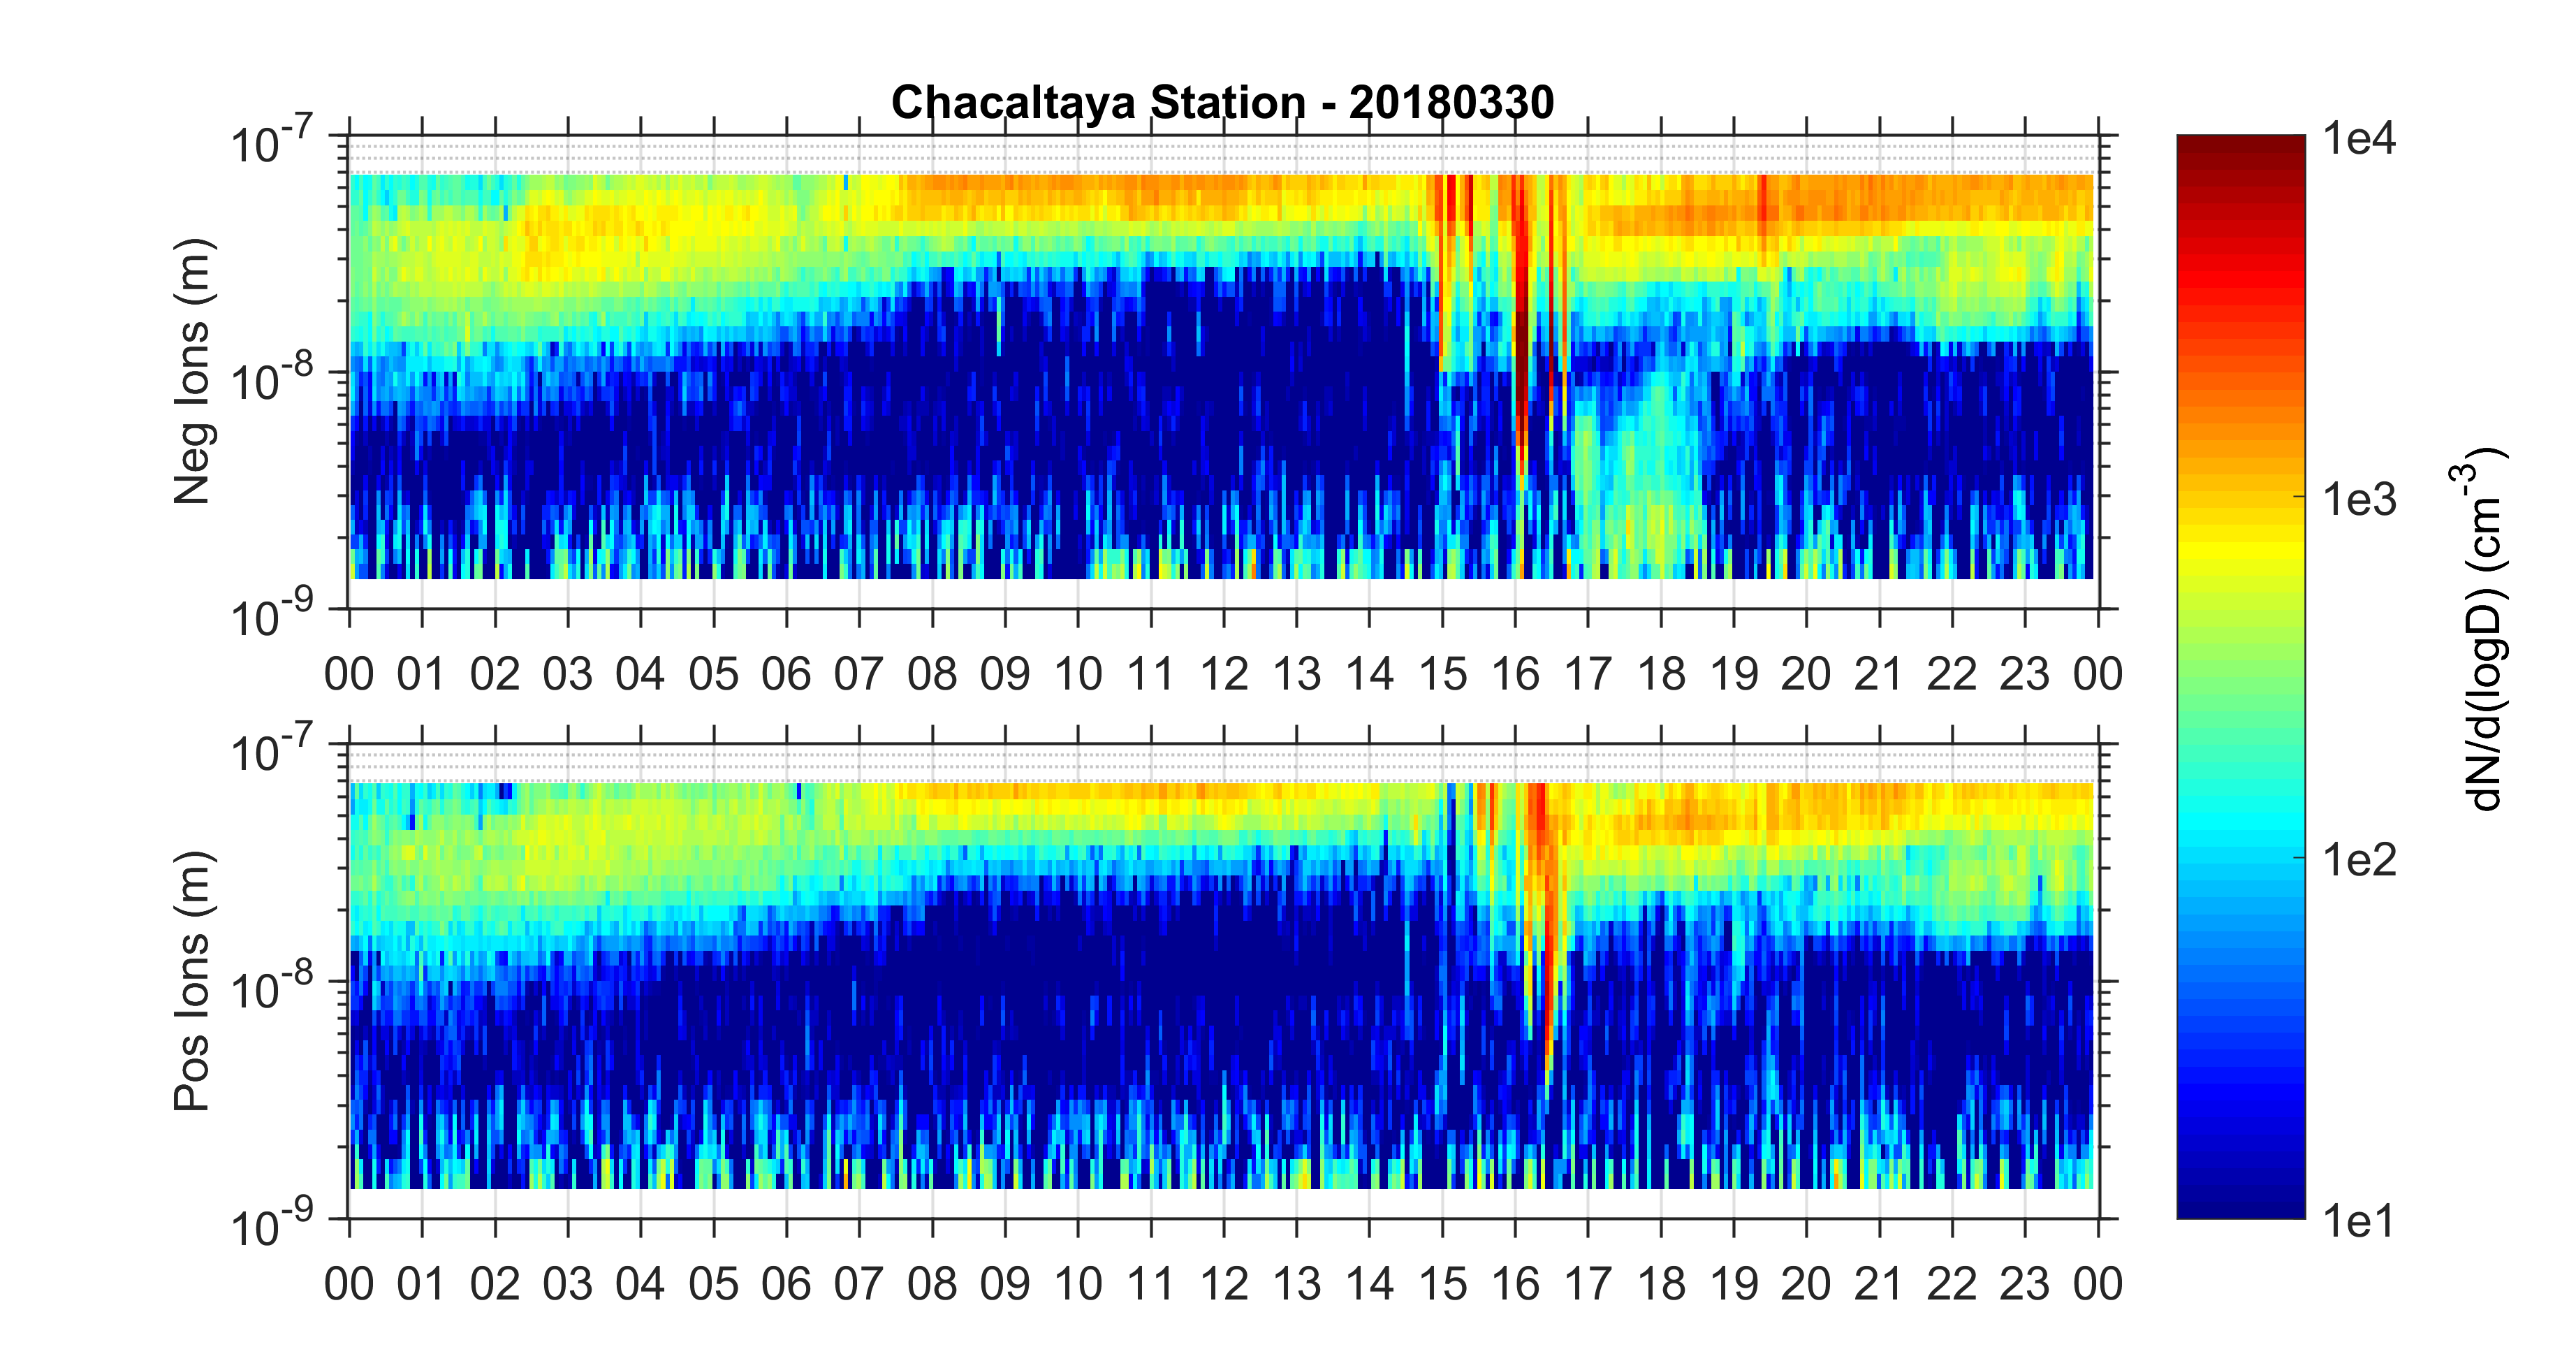 Chacaltaya Station - 20180330
Neg Ions (m)
10-7
10-8
10-9
00 01 02 03 04 05 06 07 08 09 10 11 12 13 14 15 16 17 18 19 20 21 22 23 00
Pos Ions (m)
10-7
10-8
10-9
00 01 02 03 04 05 06 07 08 09 10 11 12 13 14 15 16 17 18 19 20 21 22 23 00
1e4
1e3
1e2
1e1
dN/d(logD) (cm-3)